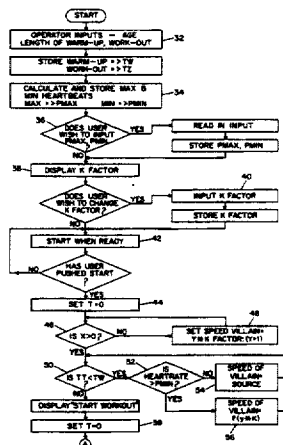 START
OPERATOR INPUTS - AGE
LENGTH OF WARM-UP, WORK-OUT
32
STORE WARM-UP => TW
WORK-OUT => TZ
CALCULATE AND STORE MAX &
MIN HEARTBEATS
MAX => PMAX MIN => PMIN
34
36
DOES USER
WISH TO INPUT
PMAX, PMIN
?
YES
READ IN INPUT
STORE PMAX, PMIN
NO
38
DISPLAY K FACTOR
40
DOES USER
WISH TO CHANGE
K FACTOR?
YES
INPUT K FACTOR
STORE K FACTOR
NO
START WHEN READY
42
HAS USER
PUSHED START
?
NO
YES
SET T=0
44
46
IS X>0?
NO
48
SET SPEED VILLAIN=
FACTOR (Y+1)
YES
50
IS TT<TW
YES
52
IS
HEARTRATE
>PMIN?
NO
54
SPEED OF
VILLAIN=
SOURCE
YES
SPEED OF
VILLAIN=
56
NO
DISPLAY "START WORKOUT"
SET T=0
58
A